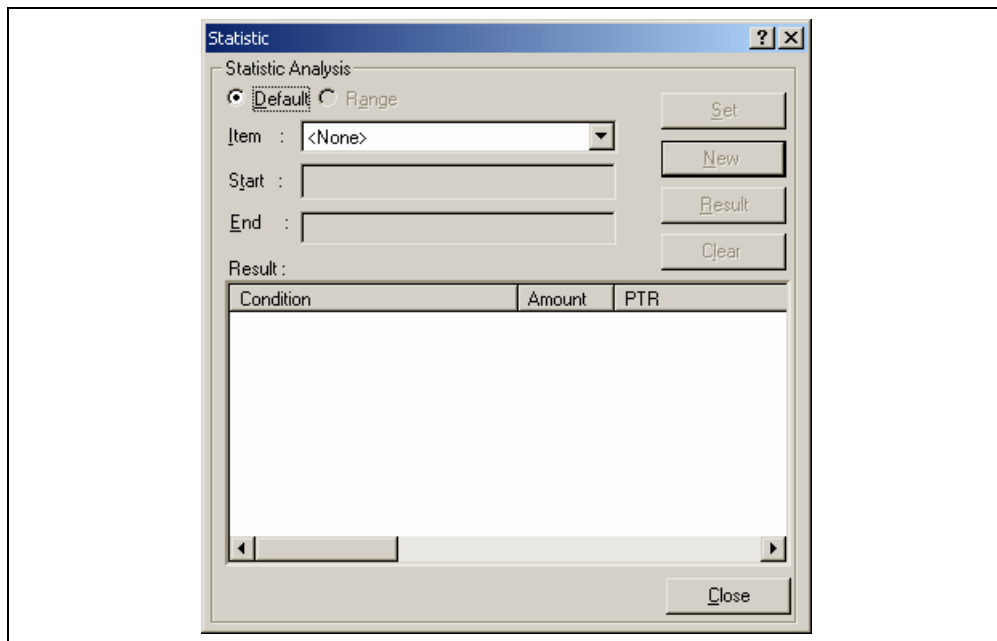 Statistic
Statistic Analysis
Default Range
Set
Item : <None>
New
Start :
Result
End :
Clear
Result :
Condition Amount PTR
Close